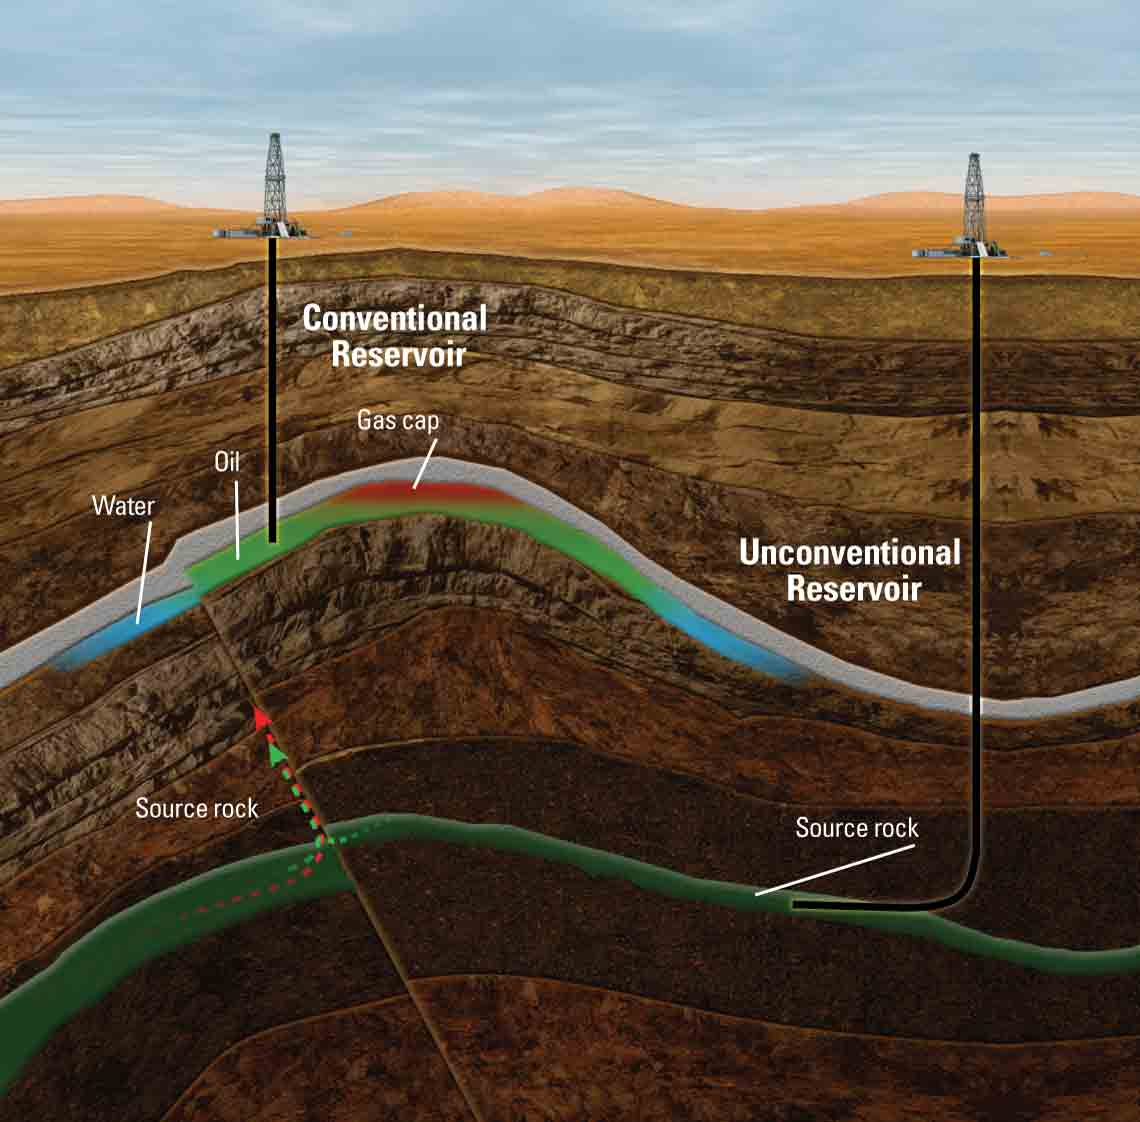 Conventional
Reservoir
Gas cap
Oil
Water
Unconventional
Reservoir
Source rock
Source rock